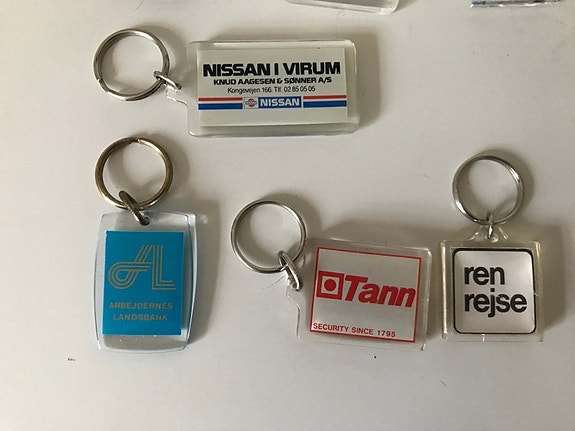 NISSAN I VIRUM
KNUD AAGESEN & SØNNER A/S
Kongevejen 166. Tlf. 02 85 05 05
NISSAN
AL
ARBEJDERNES
LANDSBANK
Tann
SECURITY SINCE 1795
ren
rejse